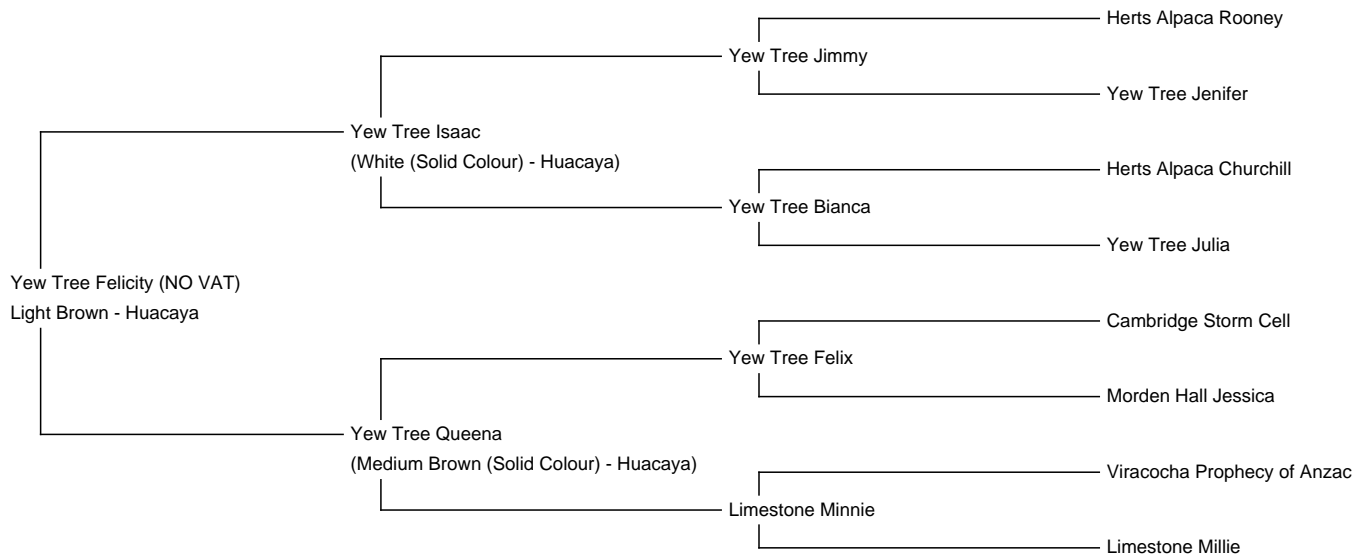 Herts Alpaca Rooney
Yew Tree Jimmy
Yew Tree Jenifer
Yew Tree Isaac
(White (Solid Colour) - Huacaya)
Herts Alpaca Churchill
Yew Tree Bianca
Yew Tree Julia
Yew Tree Felicity (NO VAT)
Light Brown - Huacaya
Cambridge Storm Cell
Yew Tree Felix
Morden Hall Jessica
Yew Tree Queena
(Medium Brown (Solid Colour) - Huacaya)
Viracocha Prophecy of Anzac
Limestone Minnie
Limestone Millie